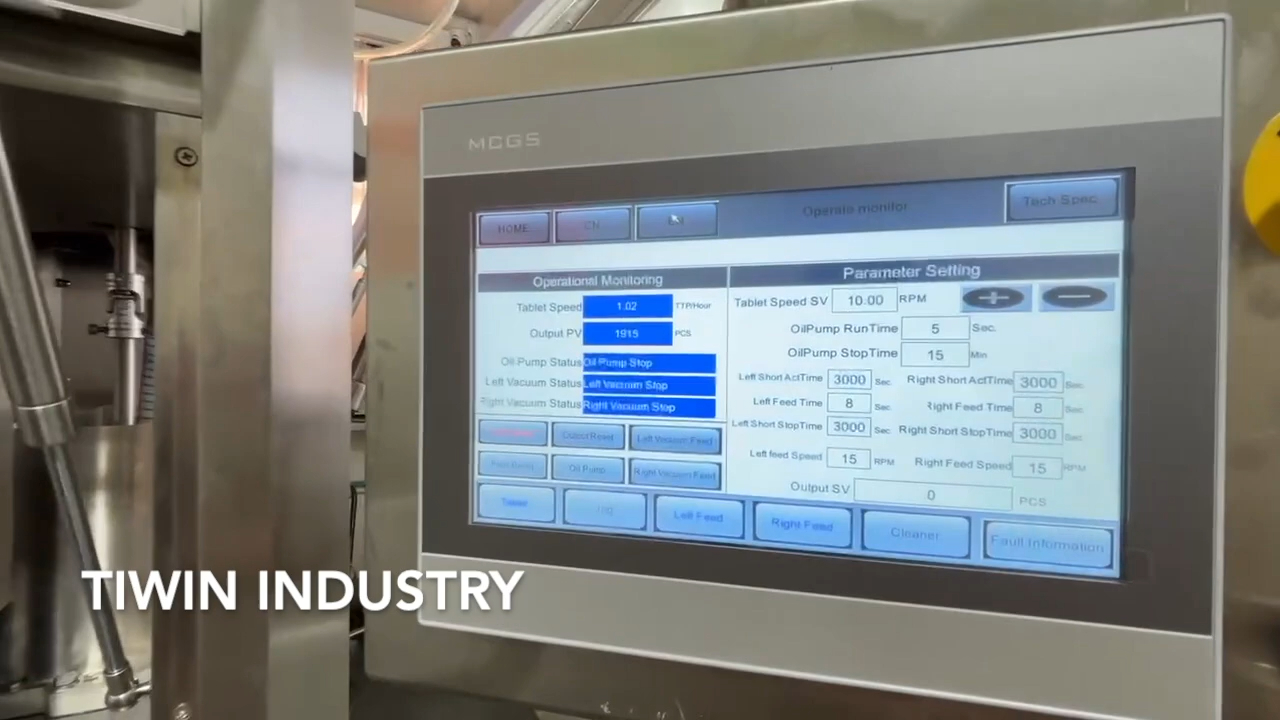 MCGS
HOME
EN
Operate monitor
Tech Spec
Operational Monitoring
Parameter Setting
Tablet Speed 1.02 TTP/Hour
Tablet Speed SV 10.00 RPM
Output PV 1915 PCS
OilPump RunTime 5 Sec.
OilPump StopTime 15 Min
Oil Pump Status Oil Pump Stop
Left Vacuum Status Left Vacuum Stop
Right Vacuum Status Right Vacuum Stop
Left Short ActTime 3000 Sec. Right Short ActTime 3000 Sec.
Left Feed Time 8 Sec. Right Feed Time 8 Sec.
Left Short StopTime 3000 Sec. Right Short StopTime 3000 Sec.
Left feed Speed 15 RPM Right Feed Speed 15 RPM
Output SV 0 PCS
Output Reset Left Vacuum Feed
Oil Pump Right Vacuum Feed
Tablet
Left Feed
Right Feed
Cleaner
Fault Information
TIWIN INDUSTRY